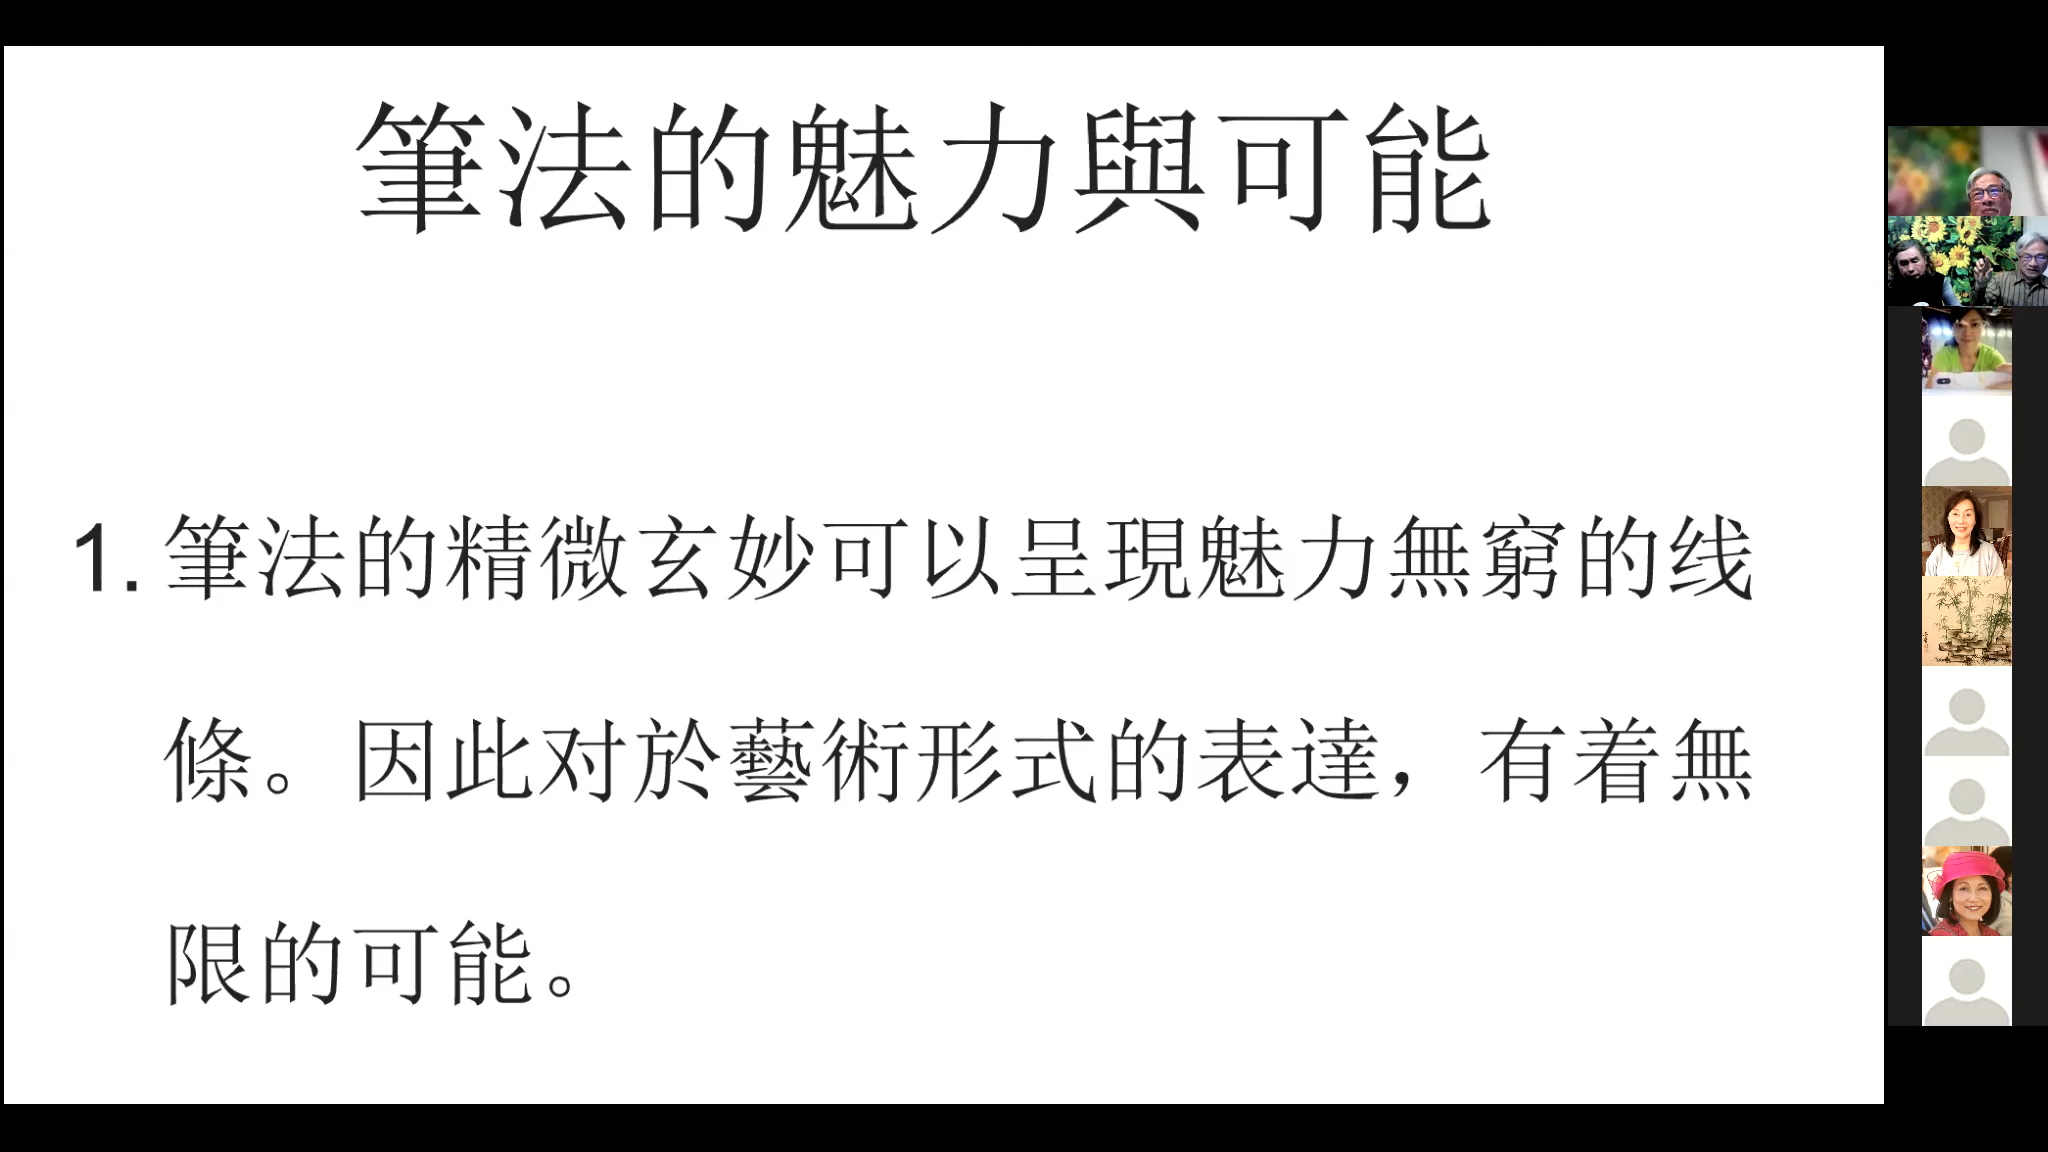 筆法的魅力與可能
1. 筆法的精微玄妙可以呈現魅力無窮的线
條。因此对於藝術形式的表達，有着無
限的可能。